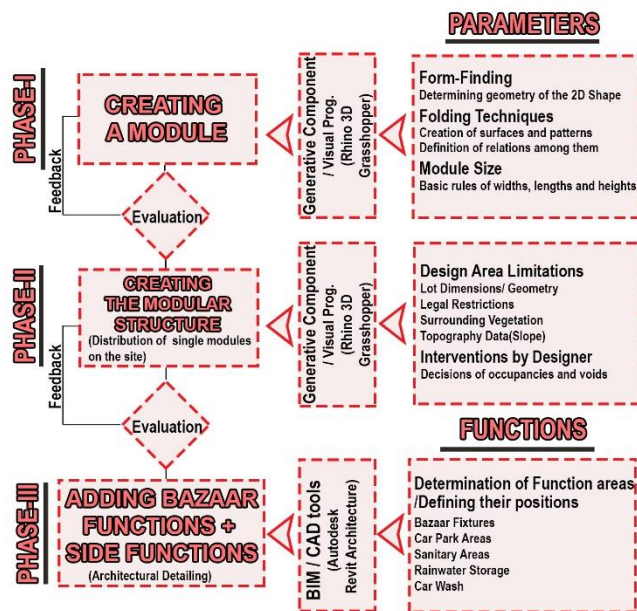 PARAMETERS
PHASE-I
Feedback
CREATING
A MODULE
Evaluation
Generative Component
/ Visual Prog.
(Rhino 3D
Grasshopper)
Form-Finding
Determining geometry of the 2D Shape
Folding Techniques
Creation of surfaces and patterns
Definition of relations among them
Module Size
Basic rules of widths, lengths and heights
PHASE-II
Feedback
CREATING
THE MODULAR
STRUCTURE
(Distribution of single modules
on the site)
Evaluation
Generative Component
/ Visual Prog.
(Rhino 3D
Grasshopper)
Design Area Limitations
Lot Dimensions/ Geometry
Legal Restrictions
Surrounding Vegetation
Topography Data(Slope)
Interventions by Designer
Decisions of occupancies and voids
FUNCTIONS
PHASE-III
ADDING BAZAAR
FUNCTIONS +
SIDE FUNCTIONS
(Architectural Detailing)
BIM / CAD tools
(Autodesk
Revit Architecture)
Determination of Function areas
/Defining their positions
Bazaar Fixtures
Car Park Areas
Sanitary Areas
Rainwater Storage
Car Wash